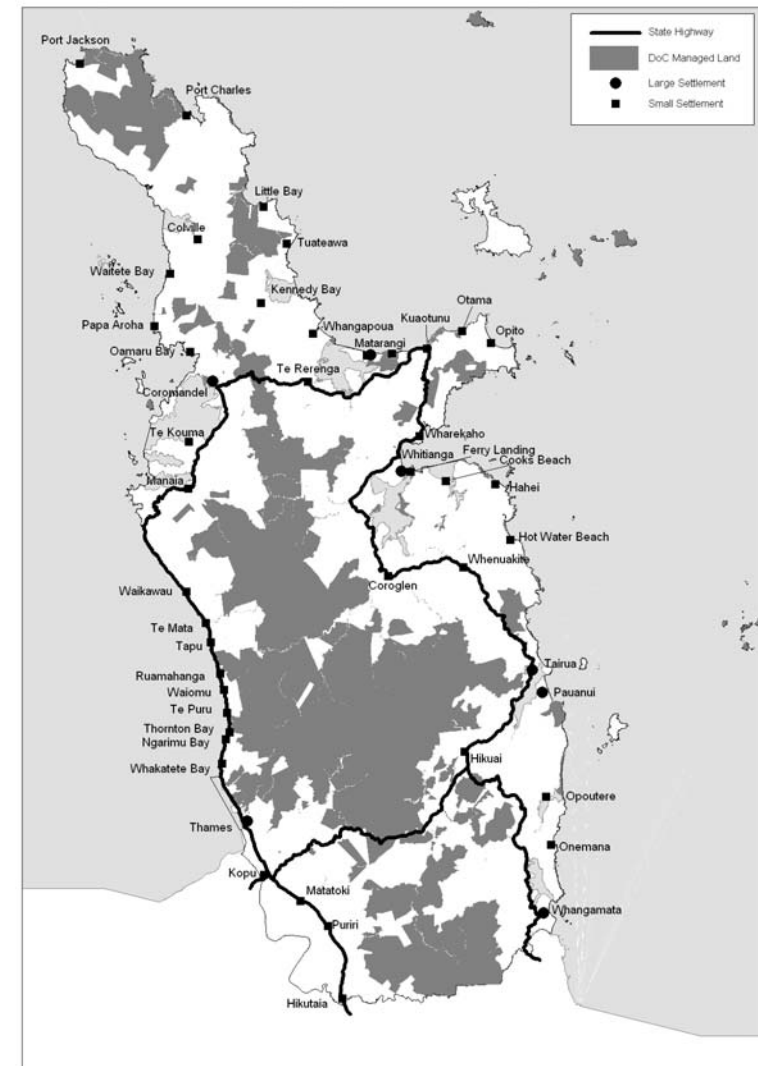 State Highway
DoC Managed Land
Large Settlement
Small Settlement
Port Jackson
Port Charles
Little Bay
Colville
Tuateawa
Waitete Bay
Kennedy Bay
Otama
Kuaotunu
Papa Aroha
Whangapoua
Opito
Matarangi
Oamaru Bay
Te Rerenga
Coromandel
Te Kouma
Wharekaho
Ferry Landing
Whitianga
Cooks Beach
Manaia
Hahei
Hot Water Beach
Whenuakite
Coroglen
Waikawau
Te Mata
Tapu
Tairua
Ruamahanga
Waiomu
Pauanui
Te Puru
Thornton Bay
Ngarimu Bay
Hikuai
Whakatete Bay
Opoutere
Thames
Onemana
Kopu
Matatoki
Whangamata
Puriri
Hikutaia